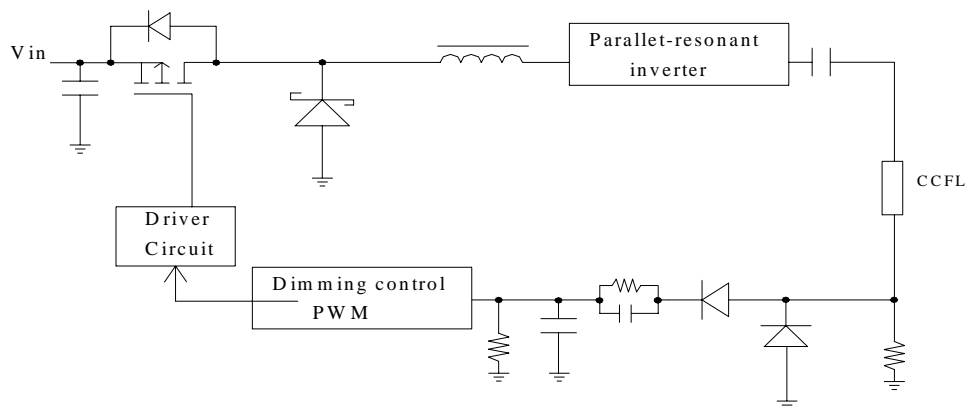 Vin
Parallet-resonant
inverter
CCFL
Driver
Circuit
Dimming control
PWM